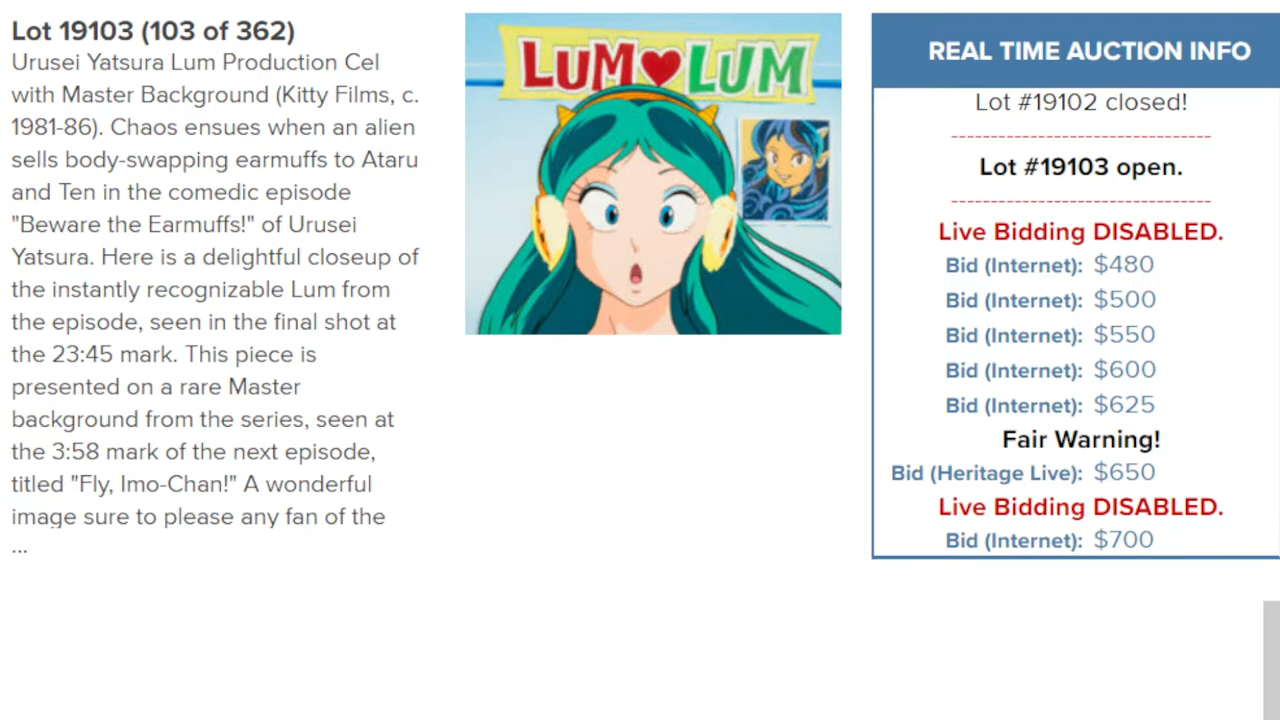 Lot 19103 (103 of 362)
Urusei Yatsura Lum Production Cel
with Master Background (Kitty Films, c.
1981-86). Chaos ensues when an alien
sells body-swapping earmuffs to Ataru
and Ten in the comedic episode
"Beware the Earmuffs!" of Urusei
Yatsura. Here is a delightful closeup of
the instantly recognizable Lum from
the episode, seen in the final shot at
the 23:45 mark. This piece is
presented on a rare Master
background from the series, seen at
the 3:58 mark of the next episode,
titled "Fly, Imo-Chan!" A wonderful
image sure to please any fan of the
...
LUM♥LUM
REAL TIME AUCTION INFO
Lot #19102 closed!
--------------------------------
Lot #19103 open.
--------------------------------
Live Bidding DISABLED.
Bid (Internet): $480
Bid (Internet): $500
Bid (Internet): $550
Bid (Internet): $600
Bid (Internet): $625
Fair Warning!
Bid (Heritage Live): $650
Live Bidding DISABLED.
Bid (Internet): $700